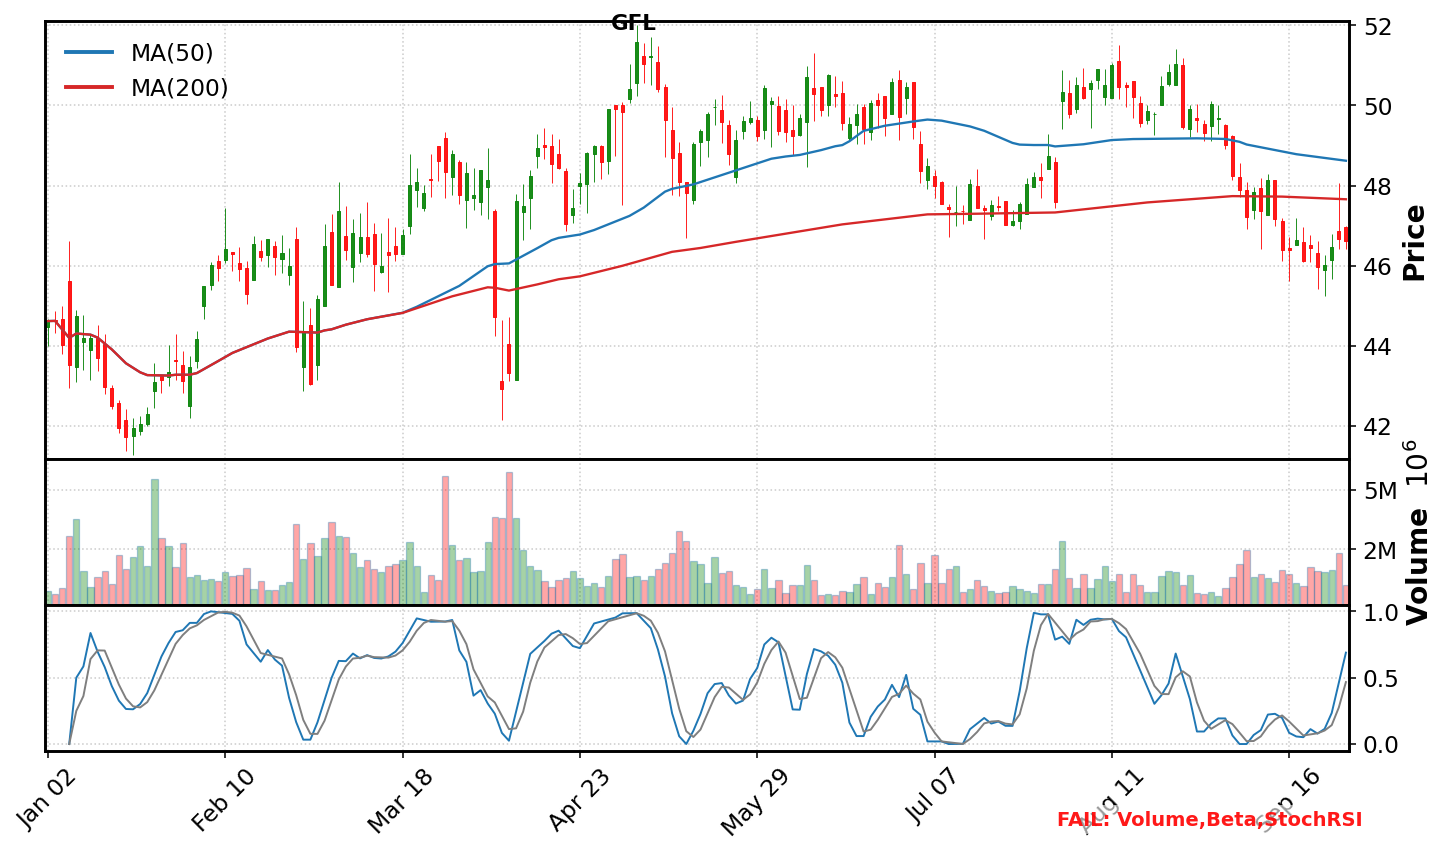 GFL
MA(50)
MA(200)
52
50
48
46
44
42
Price
5M
2M
Volume 10^6
1.0
0.5
0.0
Jan 02
Feb 10
Mar 18
Apr 23
May 29
Jul 07
Aug 11
Sep 16
FAIL: Volume,Beta,StochRSI